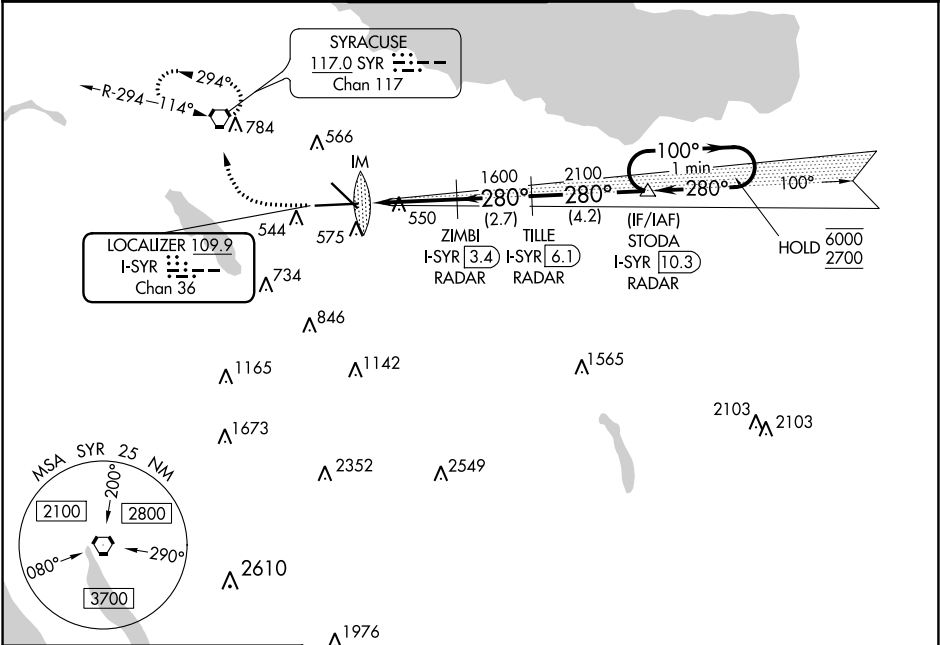 SYRACUSE
117.0 SYR
Chan 117
294°
R-294
114°
784
566
IM
550
544
575
LOCALIZER 109.9
I-SYR
Chan 36
1600
2100
280°
280°
(2.7)
(4.2)
100°
1 min
280°
100°
ZIMBI
I-SYR 3.4
RADAR
TILLE
I-SYR 6.1
RADAR
(IF/IAF)
STODA
I-SYR 10.3
RADAR
HOLD 6000
2700
734
846
1165
1142
1565
1673
2103
2103
2352
2549
MSA SYR 25 NM
200°
2100
2800
080°
290°
3700
2610
1976